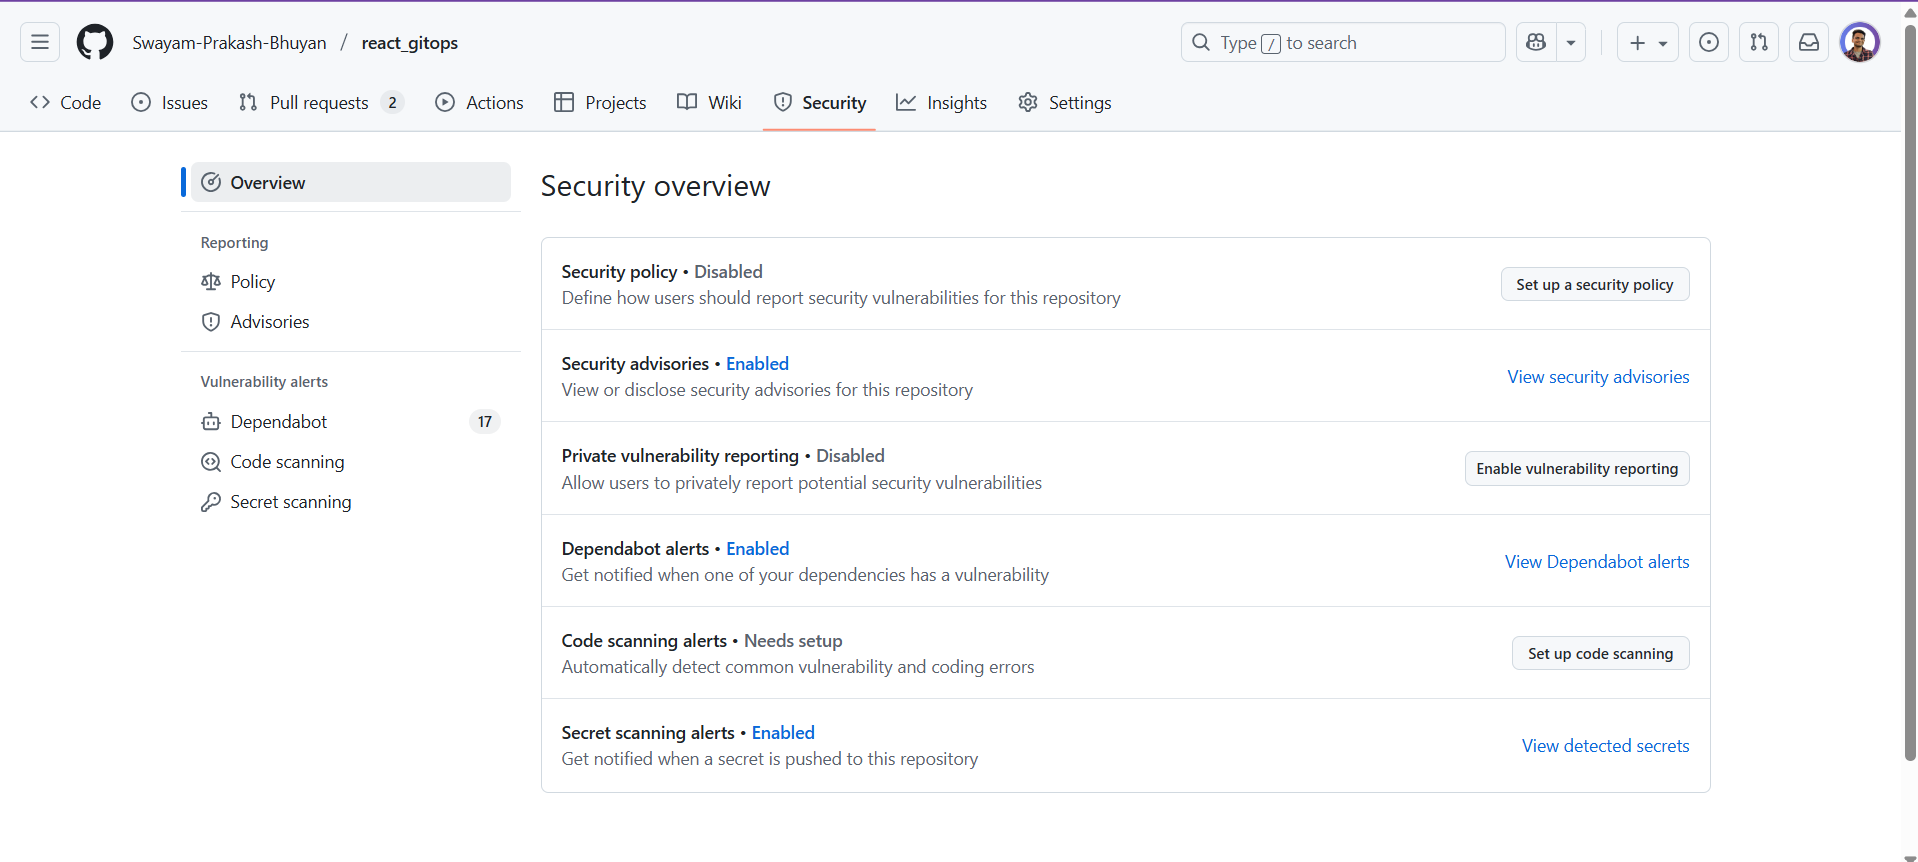 Swayam-Prakash-Bhuyan / react_gitops
Type / to search
Code
Issues
Pull requests 2
Actions
Projects
Wiki
Security
Insights
Settings
Overview
Reporting
Policy
Advisories
Vulnerability alerts
Dependabot 17
Code scanning
Secret scanning
Security overview
Security policy • Disabled
Define how users should report security vulnerabilities for this repository
Set up a security policy
Security advisories • Enabled
View or disclose security advisories for this repository
View security advisories
Private vulnerability reporting • Disabled
Allow users to privately report potential security vulnerabilities
Enable vulnerability reporting
Dependabot alerts • Enabled
Get notified when one of your dependencies has a vulnerability
View Dependabot alerts
Code scanning alerts • Needs setup
Automatically detect common vulnerability and coding errors
Set up code scanning
Secret scanning alerts • Enabled
Get notified when a secret is pushed to this repository
View detected secrets